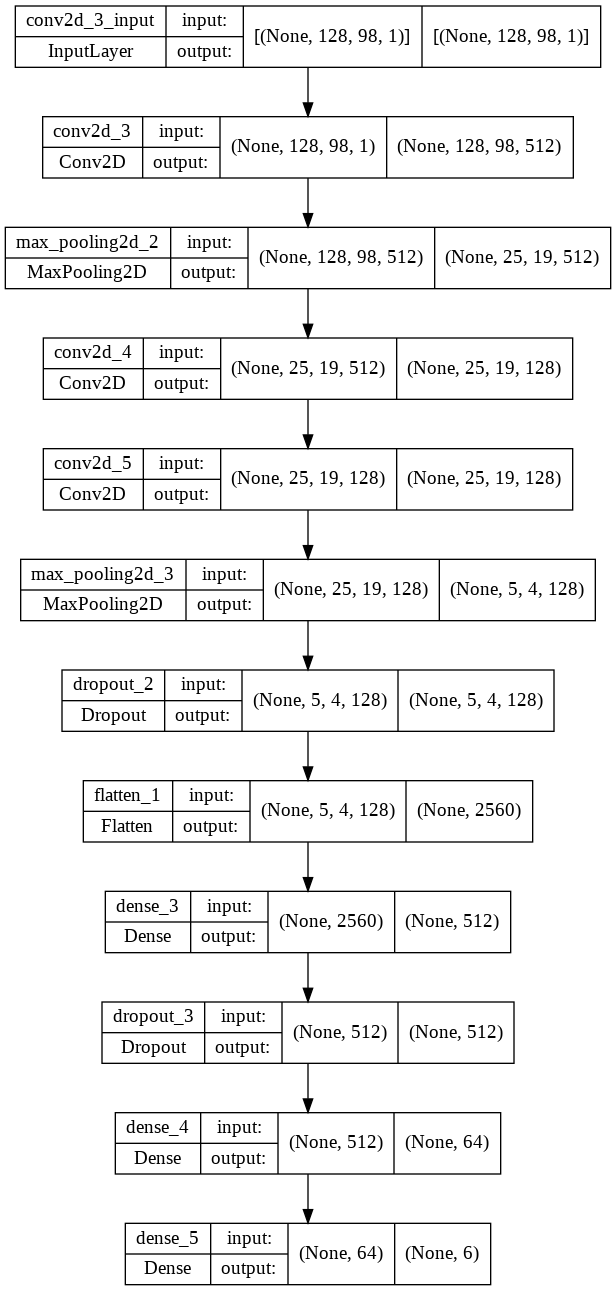 conv2d_3_input input: [(None, 128, 98, 1)] [(None, 128, 98, 1)]
InputLayer output:
conv2d_3 input: (None, 128, 98, 1) (None, 128, 98, 512)
Conv2D output:
max_pooling2d_2 input: (None, 128, 98, 512) (None, 25, 19, 512)
MaxPooling2D output:
conv2d_4 input: (None, 25, 19, 512) (None, 25, 19, 128)
Conv2D output:
conv2d_5 input: (None, 25, 19, 128) (None, 25, 19, 128)
Conv2D output:
max_pooling2d_3 input: (None, 25, 19, 128) (None, 5, 4, 128)
MaxPooling2D output:
dropout_2 input: (None, 5, 4, 128) (None, 5, 4, 128)
Dropout output:
flatten_1 input: (None, 5, 4, 128) (None, 2560)
Flatten output:
dense_3 input: (None, 2560) (None, 512)
Dense output:
dropout_3 input: (None, 512) (None, 512)
Dropout output:
dense_4 input: (None, 512) (None, 64)
Dense output:
dense_5 input: (None, 64) (None, 6)
Dense output: